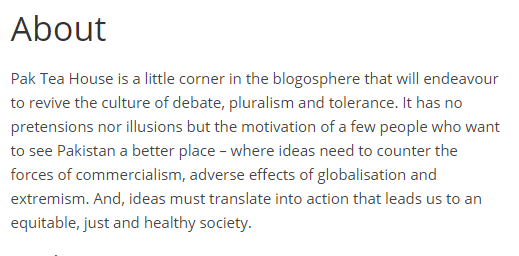 About
Pak Tea House is a little corner in the blogosphere that will endeavour
to revive the culture of debate, pluralism and tolerance. It has no
pretensions nor illusions but the motivation of a few people who want
to see Pakistan a better place – where ideas need to counter the
forces of commercialism, adverse effects of globalisation and
extremism. And, ideas must translate into action that leads us to an
equitable, just and healthy society.